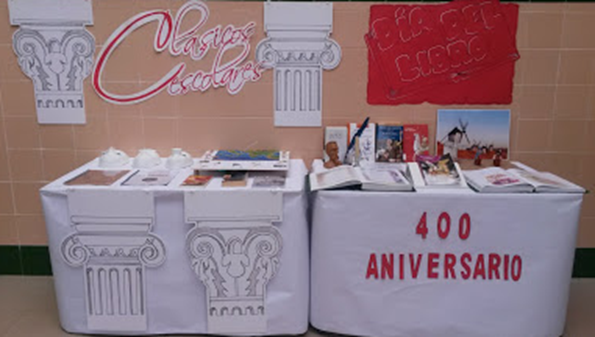 Clásicos
escolares
DÍA DEL
LIBRO
400
ANIVERSARIO